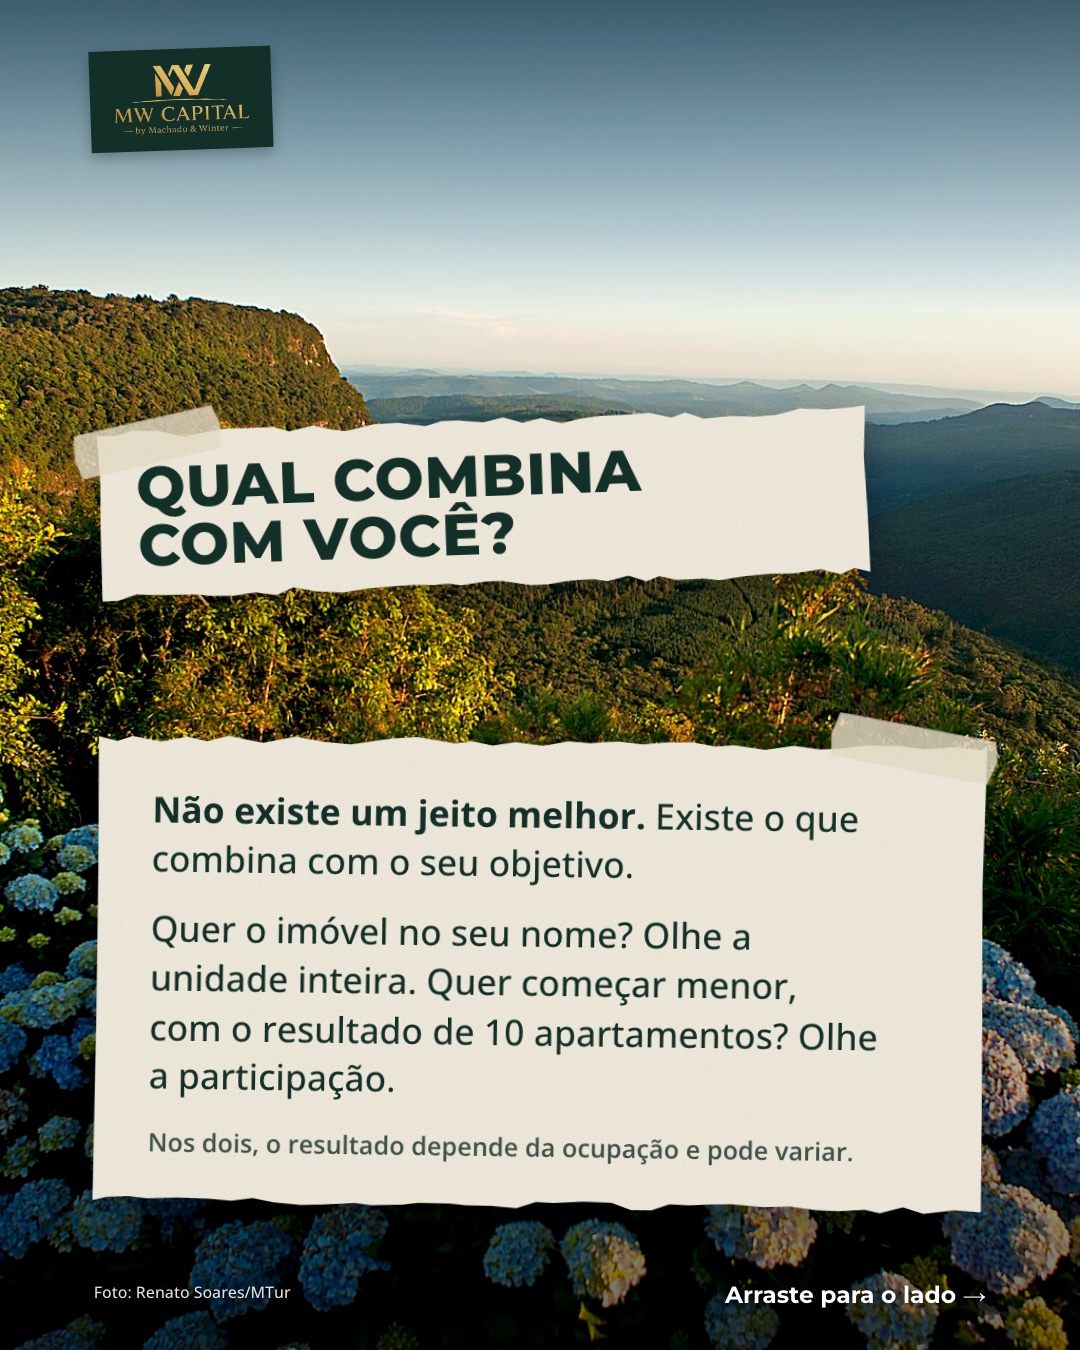 MW CAPITAL
by Machado & Winter
QUAL COMBINA
COM VOCÊ?
Não existe um jeito melhor. Existe o que
combina com o seu objetivo.
Quer o imóvel no seu nome? Olhe a
unidade inteira. Quer começar menor,
com o resultado de 10 apartamentos? Olhe
a participação.
Nos dois, o resultado depende da ocupação e pode variar.
Foto: Renato Soares/MTur
Arraste para o lado →